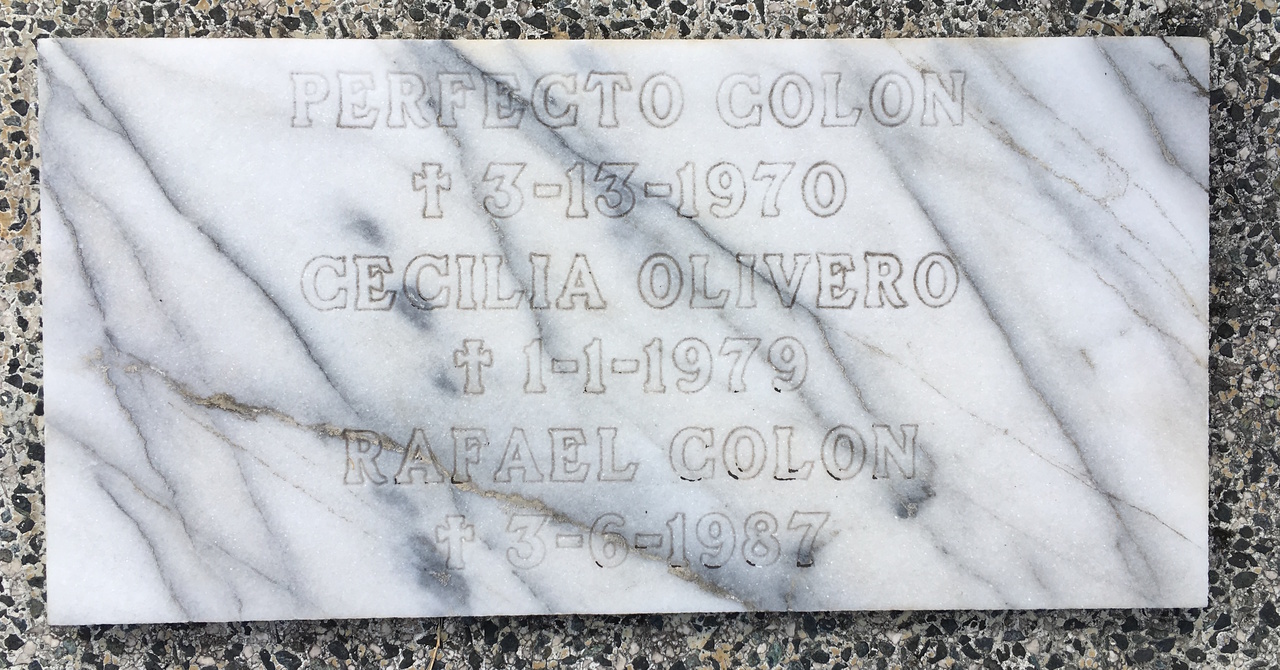 PERFECTO COLON
✝ 3-13-1970
CECILIA OLIVERO
✝ 1-1-1979
RAFAEL COLON
✝ 3-6-1987